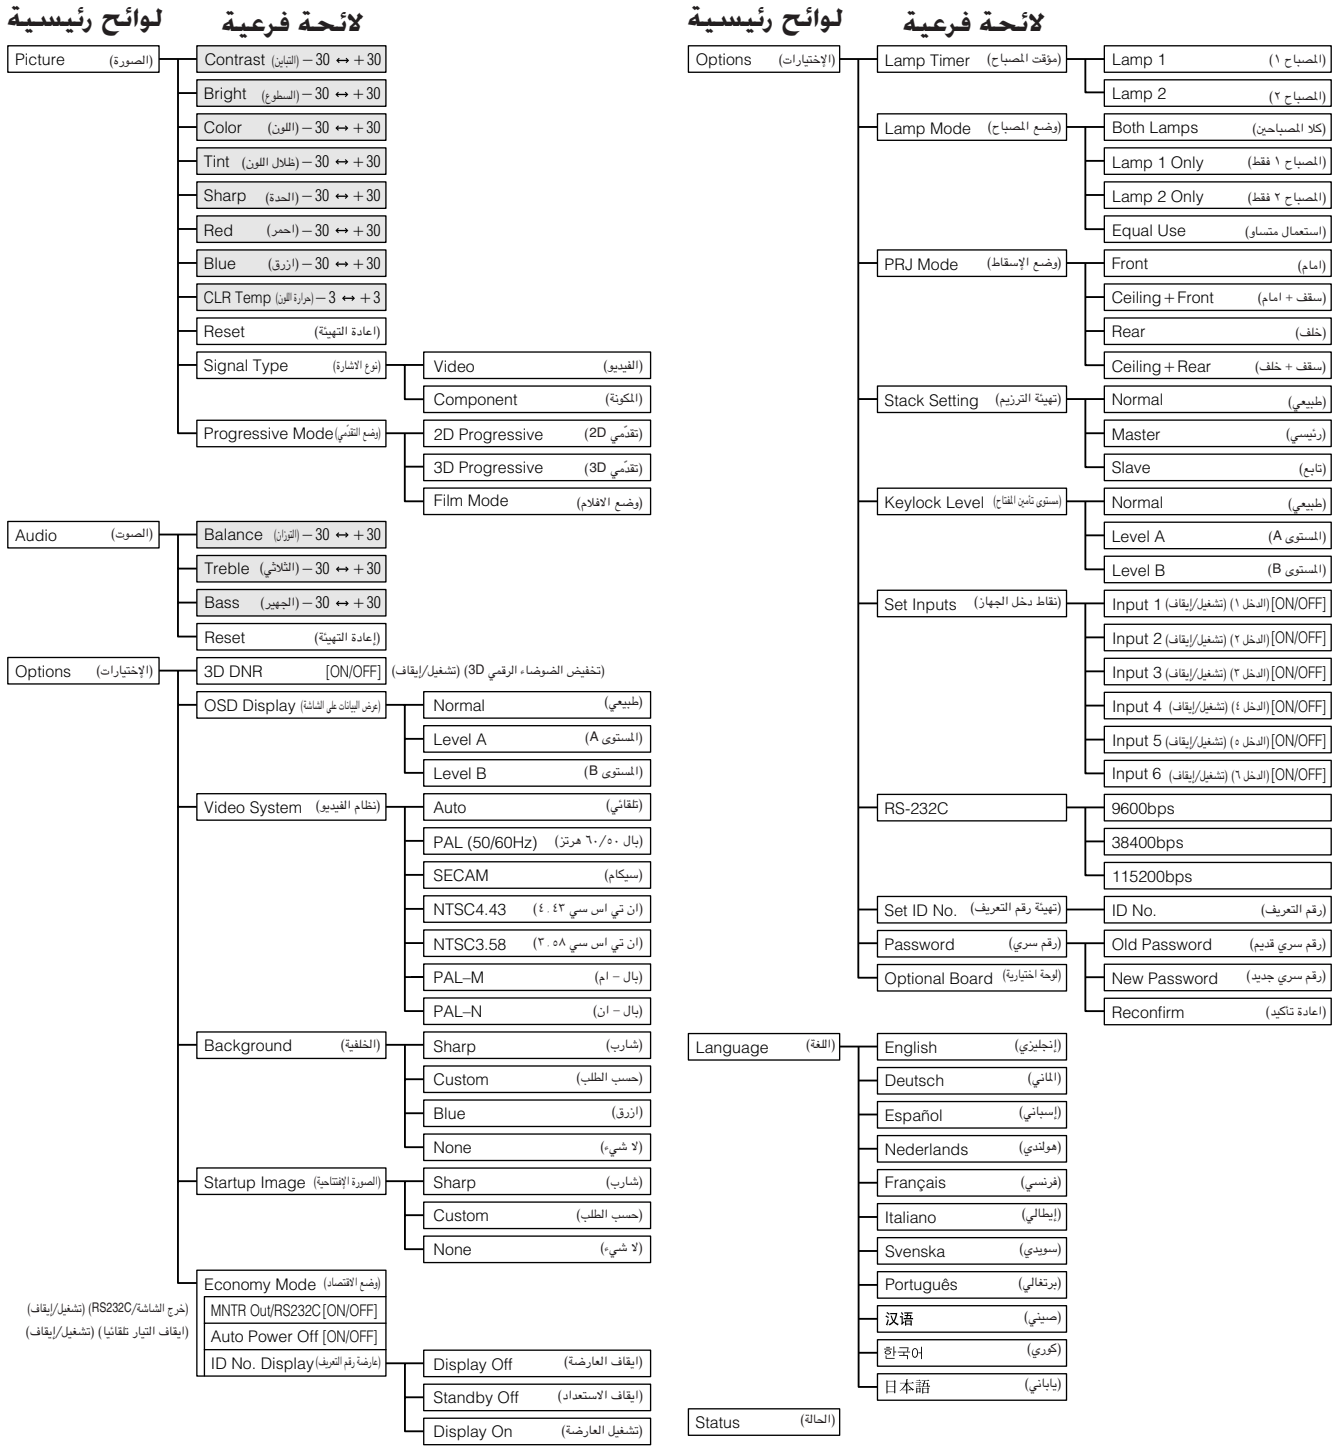 لوائح رئيسية
لائحة فرعية
Picture (الصورة)
Contrast (التباين) −30 ↔ +30
Bright (السطوع) −30 ↔ +30
Color (اللون) −30 ↔ +30
Tint (ظلال اللون) −30 ↔ +30
Sharp (الحدة) −30 ↔ +30
Red (احمر) −30 ↔ +30
Blue (ازرق) −30 ↔ +30
CLR Temp (حرارة اللون) −3 ↔ +3
Reset (اعادة التهيئة)
Signal Type (نوع الاشارة)
Video (الفيديو)
Component (المكونة)
Progressive Mode (وضع التقدّمي)
2D Progressive (تقدّمي 2D)
3D Progressive (تقدّمي 3D)
Film Mode (وضع الافلام)
Audio (الصوت)
Balance (التوزان) −30 ↔ +30
Treble (الثلاثي) −30 ↔ +30
Bass (الجهير) −30 ↔ +30
Reset (إعادة التهيئة)
Options (الإختيارات)
3D DNR [ON/OFF] (تخفيض الضوضاء الرقمي 3D) (تشغيل/إيقاف)
OSD Display (عرض البيانات على الشاشة)
Normal (طبيعي)
Level A (المستوى A)
Level B (المستوى B)
Video System (نظام الفيديو)
Auto (تلقائي)
PAL (50/60Hz) (بال ٦٠/٥٠ هرتز)
SECAM (سيكام)
NTSC4.43 (ان تي اس سي ٤.٤٣)
NTSC3.58 (ان تي اس سي ٣.٥٨)
PAL–M (بال – ام)
PAL–N (بال – ان)
Background (الخلفية)
Sharp (شارب)
Custom (حسب الطلب)
Blue (ازرق)
None (لا شيء)
Startup Image (الصورة الإفتتاحية)
Sharp (شارب)
Custom (حسب الطلب)
None (لا شيء)
Economy Mode (وضع الاقتصاد)
MNTR Out/RS232C [ON/OFF] (خرج الشاشة/RS232C) (تشغيل/إيقاف)
Auto Power Off [ON/OFF] (ايقاف التيار تلقائيا) (تشغيل/إيقاف)
ID No. Display (عارضة رقم التعريف)
Display Off (ايقاف العارضة)
Standby Off (ايقاف الاستعداد)
Display On (تشغيل العارضة)
لوائح رئيسية
لائحة فرعية
Options (الإختيارات)
Lamp Timer (مؤقت المصباح)
Lamp 1 (المصباح ١)
Lamp 2 (المصباح ٢)
Lamp Mode (وضع المصباح)
Both Lamps (كلا المصباحين)
Lamp 1 Only (المصباح ١ فقط)
Lamp 2 Only (المصباح ٢ فقط)
Equal Use (استعمال متساو)
PRJ Mode (وضع الإسقاط)
Front (امام)
Ceiling+Front (سقف + امام)
Rear (خلف)
Ceiling+Rear (سقف + خلف)
Stack Setting (تهيئة الترزيم)
Normal (طبيعي)
Master (رئيسي)
Slave (تابع)
Keylock Level (مستوى تأمين المفتاح)
Normal (طبيعي)
Level A (المستوى A)
Level B (المستوى B)
Set Inputs (نقاط دخل الجهاز)
Input 1 (الدخل ١) (تشغيل/إيقاف) [ON/OFF]
Input 2 (الدخل ٢) (تشغيل/إيقاف) [ON/OFF]
Input 3 (الدخل ٣) (تشغيل/إيقاف) [ON/OFF]
Input 4 (الدخل ٤) (تشغيل/إيقاف) [ON/OFF]
Input 5 (الدخل ٥) (تشغيل/إيقاف) [ON/OFF]
Input 6 (الدخل ٦) (تشغيل/إيقاف) [ON/OFF]
RS-232C
9600bps
38400bps
115200bps
Set ID No. (تهيئة رقم التعريف)
ID No. (رقم التعريف)
Password (رقم سري)
Old Password (رقم سري قديم)
New Password (رقم سري جديد)
Reconfirm (اعادة تاكيد)
Optional Board (لوحة اختيارية)
Language (اللغة)
English (إنجليزي)
Deutsch (الماني)
Español (إسباني)
Nederlands (هولندي)
Français (فرنسي)
Italiano (إيطالي)
Svenska (سويدي)
Português (برتغالي)
汉语 (صيني)
한국어 (كوري)
日本語 (ياباني)
Status (الحالة)